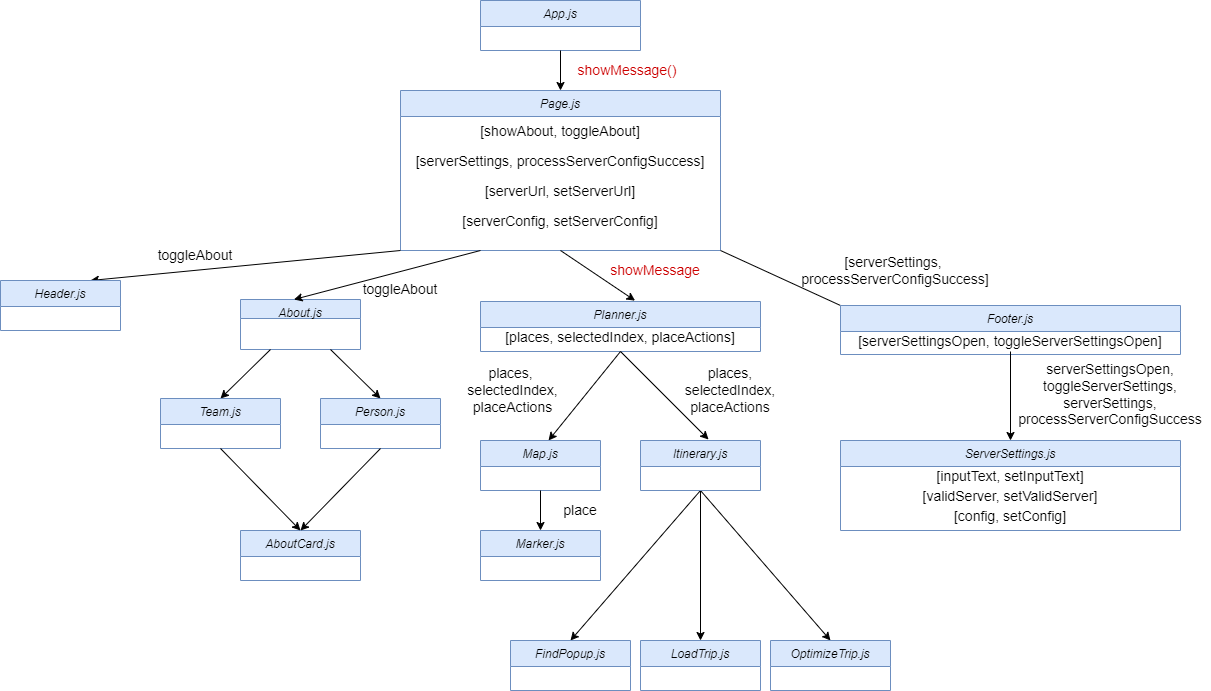 App.js
showMessage()
Page.js
[showAbout, toggleAbout]
[serverSettings, processServerConfigSuccess]
[serverUrl, setServerUrl]
[serverConfig, setServerConfig]
toggleAbout
toggleAbout
showMessage
[serverSettings,
processServerConfigSuccess]
Header.js
About.js
Planner.js
[places, selectedIndex, placeActions]
Footer.js
[serverSettingsOpen, toggleServerSettingsOpen]
places,
selectedIndex,
placeActions
places,
selectedIndex,
placeActions
serverSettingsOpen,
toggleServerSettings,
serverSettings,
processServerConfigSuccess
Team.js
Person.js
Map.js
Itinerary.js
ServerSettings.js
[inputText, setInputText]
[validServer, setValidServer]
[config, setConfig]
place
AboutCard.js
Marker.js
FindPopup.js
LoadTrip.js
OptimizeTrip.js